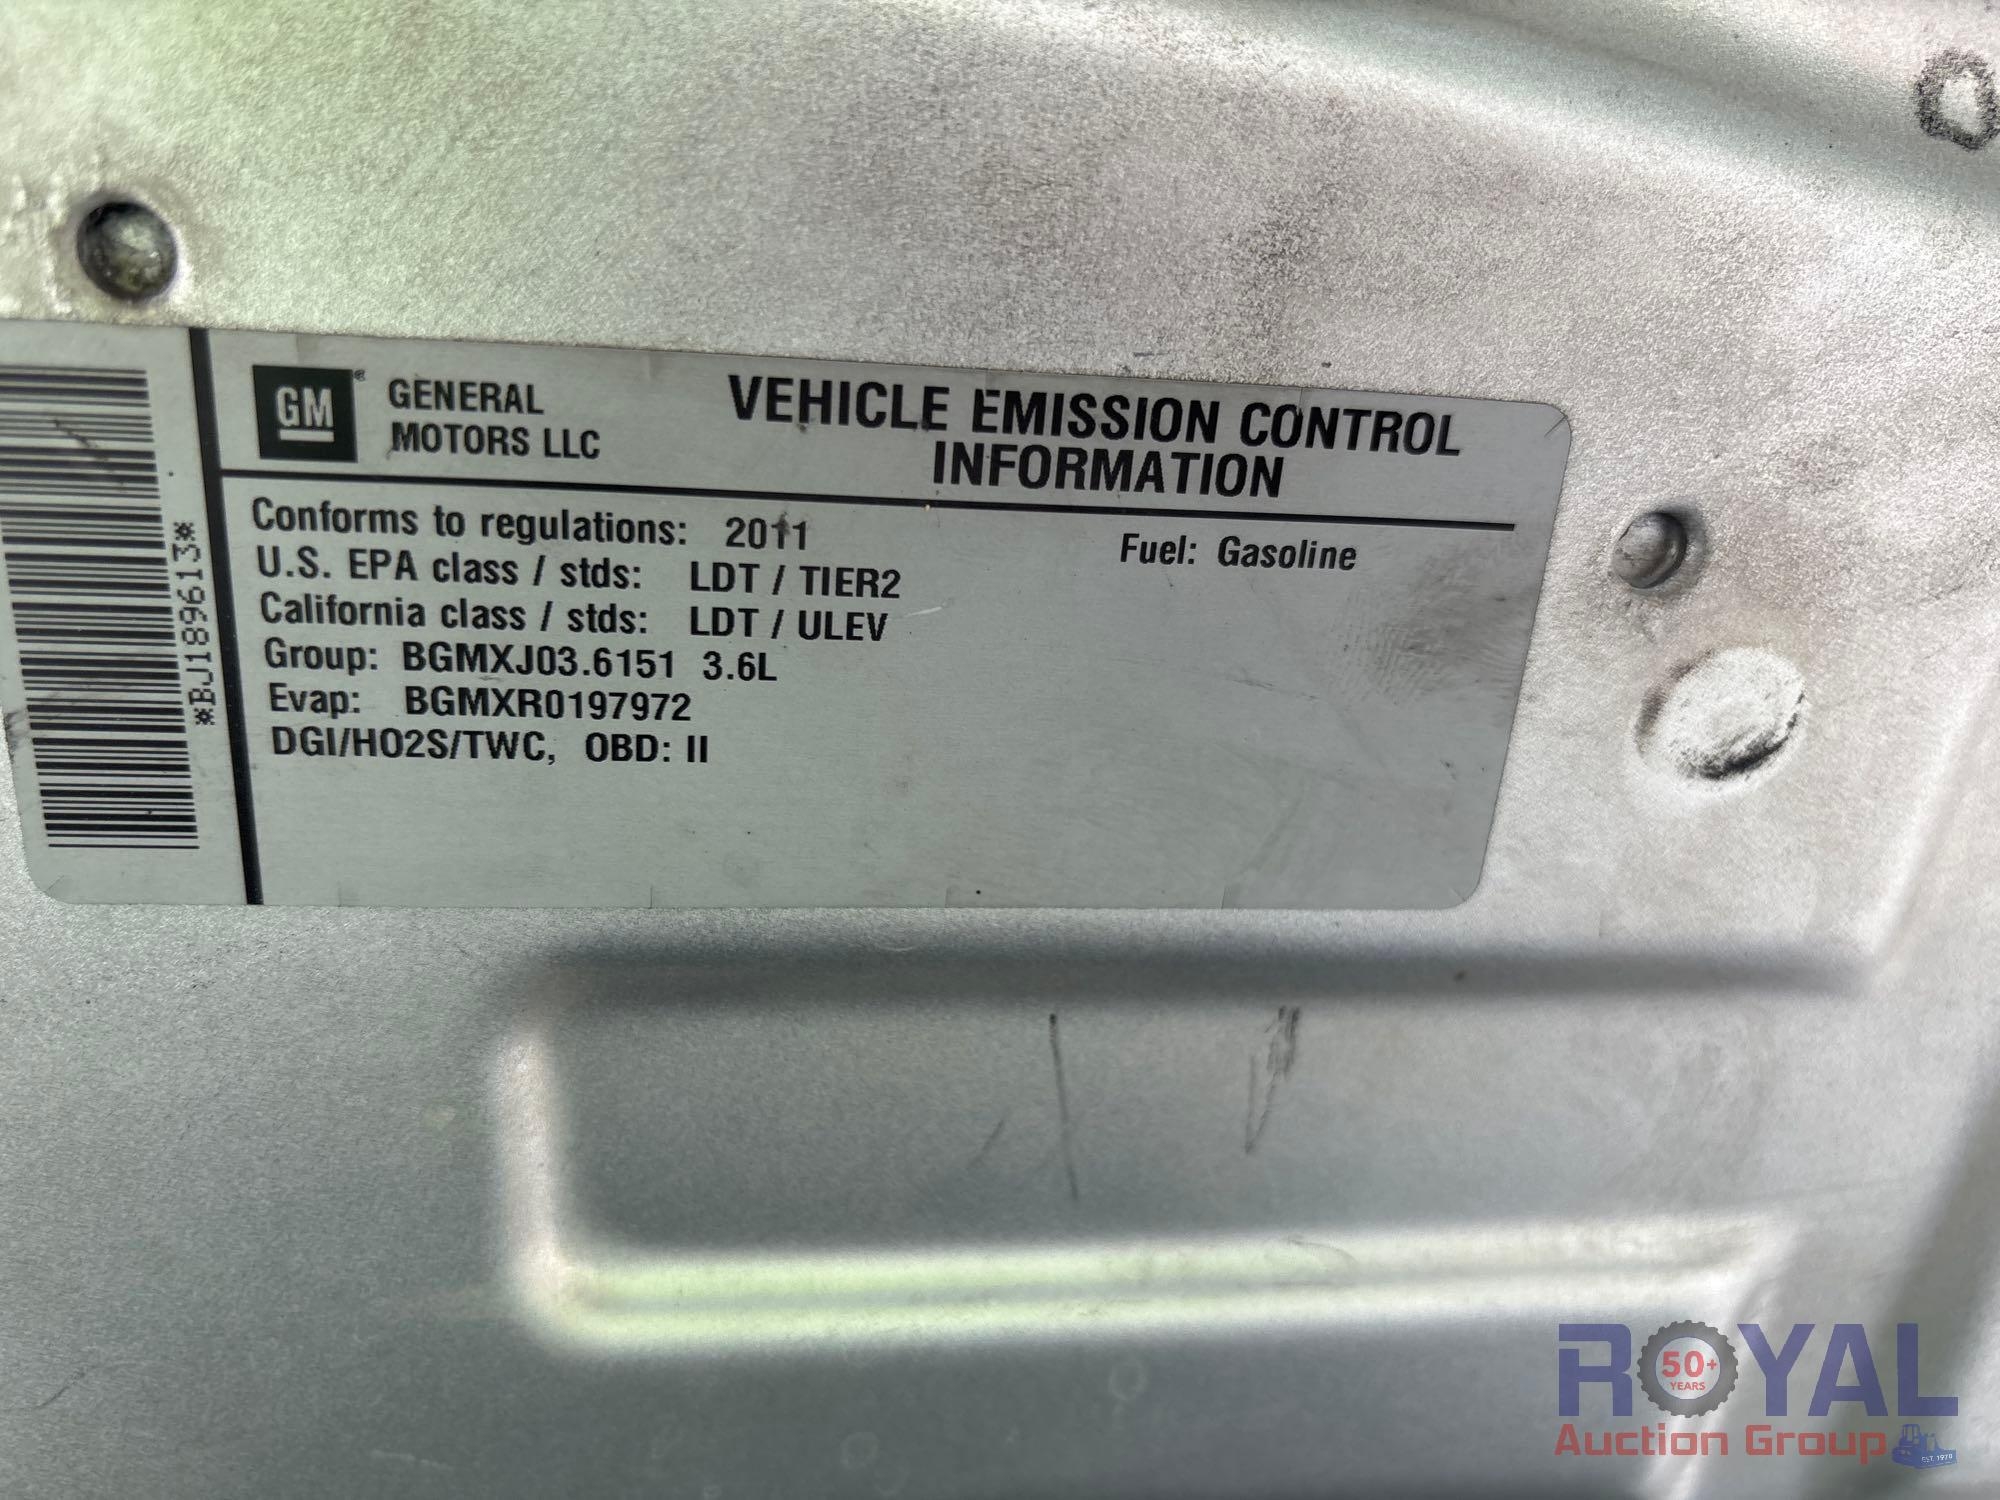 *BJ189613*
GM
GENERAL
MOTORS LLC
VEHICLE EMISSION CONTROL
INFORMATION
Conforms to regulations: 2011
Fuel: Gasoline
U.S. EPA class / stds: LDT / TIER2
California class / stds: LDT / ULEV
Group: BGMXJ03.6151 3.6L
Evap: BGMXR0197972
DGI/HO2S/TWC, OBD: II
ROYAL
50+
YEARS
Auction Group
EST. 1970